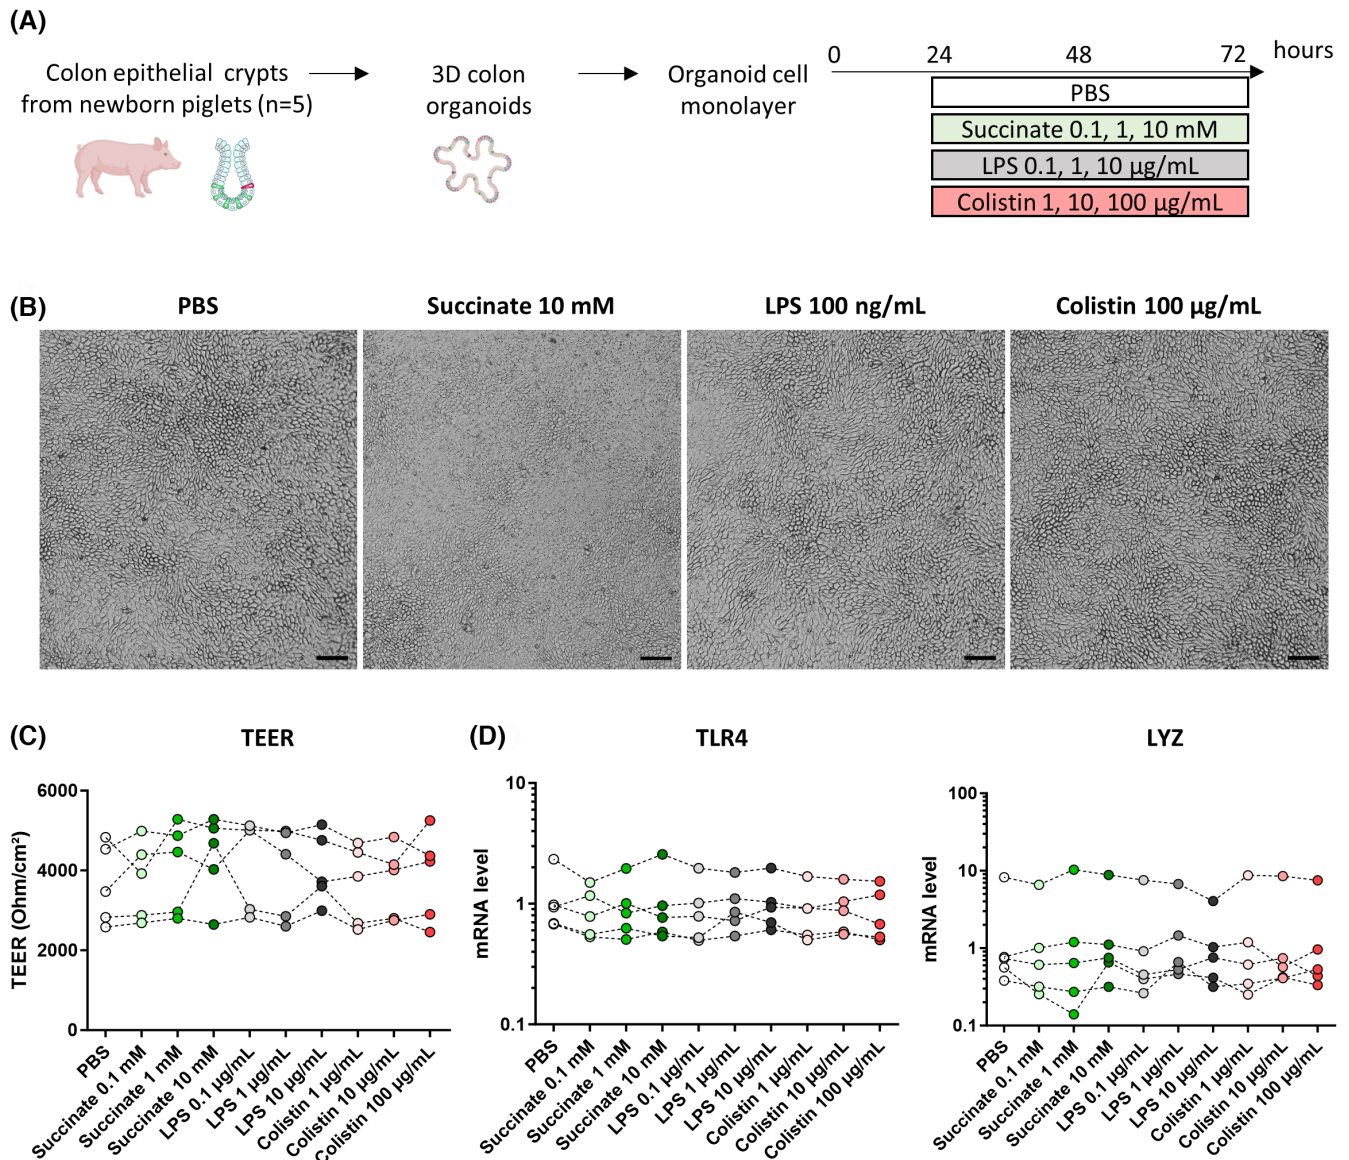 (A)
Colon epithelial crypts
from newborn piglets (n=5)
3D colon
organoids
Organoid cell
monolayer
0 24 48 72 hours
PBS
Succinate 0.1, 1, 10 mM
LPS 0.1, 1, 10 µg/mL
Colistin 1, 10, 100 µg/mL
(B)
PBS
Succinate 10 mM
LPS 100 ng/mL
Colistin 100 µg/mL
(C)
TEER
TEER (Ohm/cm²)
6000
4000
2000
0
PBS
Succinate 0.1 mM
Succinate 1 mM
Succinate 10 mM
LPS 0.1 µg/mL
LPS 1 µg/mL
LPS 10 µg/mL
Colistin 1 µg/mL
Colistin 10 µg/mL
Colistin 100 µg/mL
(D)
TLR4
mRNA level
10
1
0.1
PBS
Succinate 0.1 mM
Succinate 1 mM
Succinate 10 mM
LPS 0.1 µg/mL
LPS 1 µg/mL
LPS 10 µg/mL
Colistin 1 µg/mL
Colistin 10 µg/mL
Colistin 100 µg/mL
LYZ
mRNA level
100
10
1
0.1
PBS
Succinate 0.1 mM
Succinate 1 mM
Succinate 10 mM
LPS 0.1 µg/mL
LPS 1 µg/mL
LPS 10 µg/mL
Colistin 1 µg/mL
Colistin 10 µg/mL
Colistin 100 µg/mL